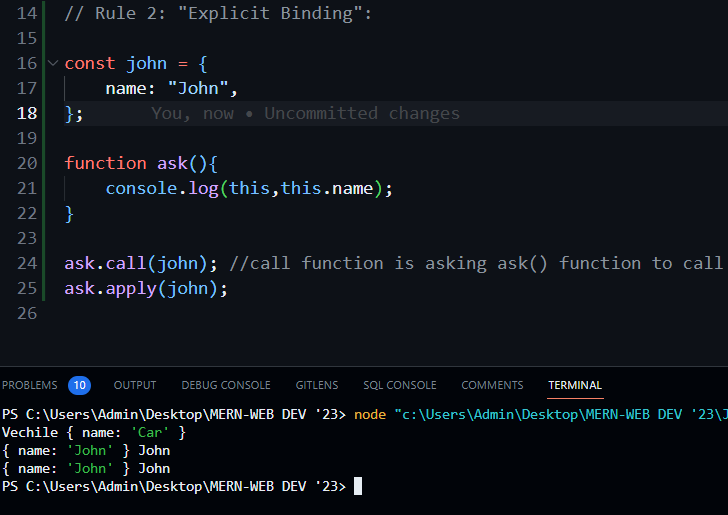 14 // Rule 2: "Explicit Binding":
15
16 const john = {
17     name: "John",
18 };      You, now • Uncommitted changes
19
20 function ask(){
21     console.log(this,this.name);
22 }
23
24 ask.call(john); //call function is asking ask() function to call
25 ask.apply(john);
26
PROBLEMS 10 OUTPUT DEBUG CONSOLE GITLENS SQL CONSOLE COMMENTS TERMINAL
PS C:\Users\Admin\Desktop\MERN-WEB DEV '23> node "c:\Users\Admin\Desktop\MERN-WEB DEV '23\J
Vechile { name: 'Car' }
{ name: 'John' } John
{ name: 'John' } John
PS C:\Users\Admin\Desktop\MERN-WEB DEV '23>